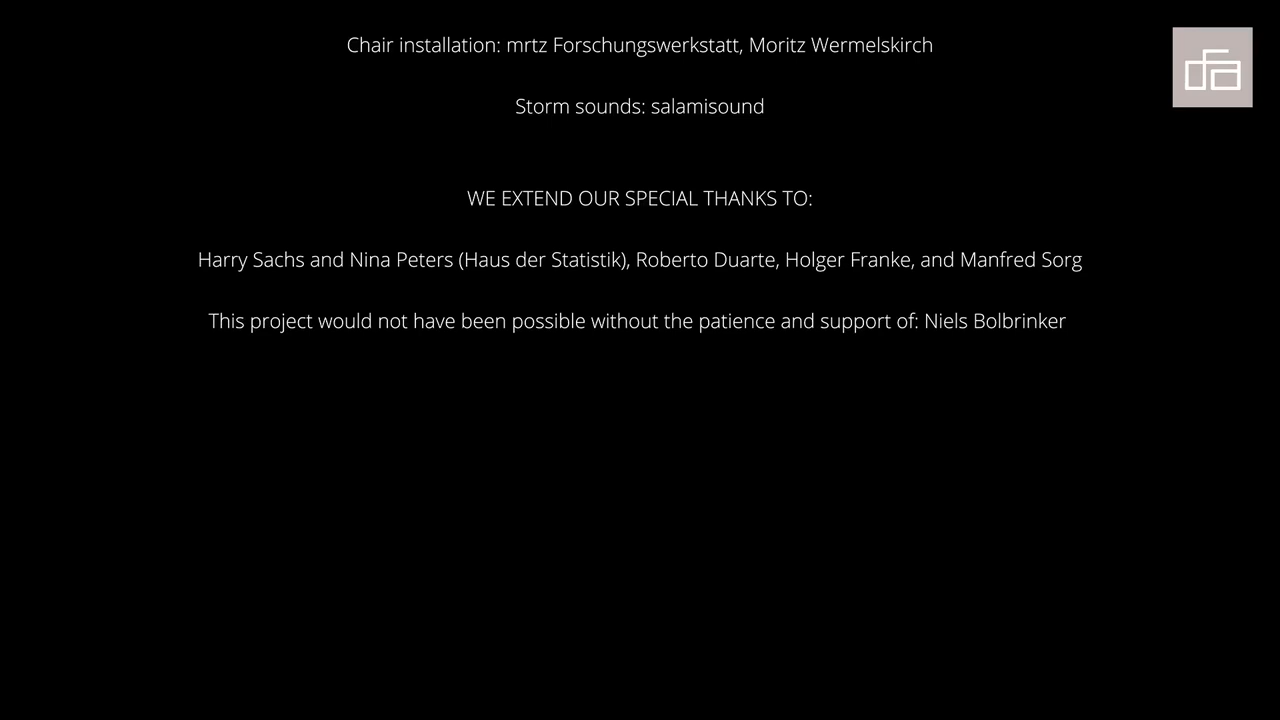 Chair installation: mrtz Forschungswerkstatt, Moritz Wermelskirch
Storm sounds: salamisound
WE EXTEND OUR SPECIAL THANKS TO:
Harry Sachs and Nina Peters (Haus der Statistik), Roberto Duarte, Holger Franke, and Manfred Sorg
This project would not have been possible without the patience and support of: Niels Bolbrinker
dfa